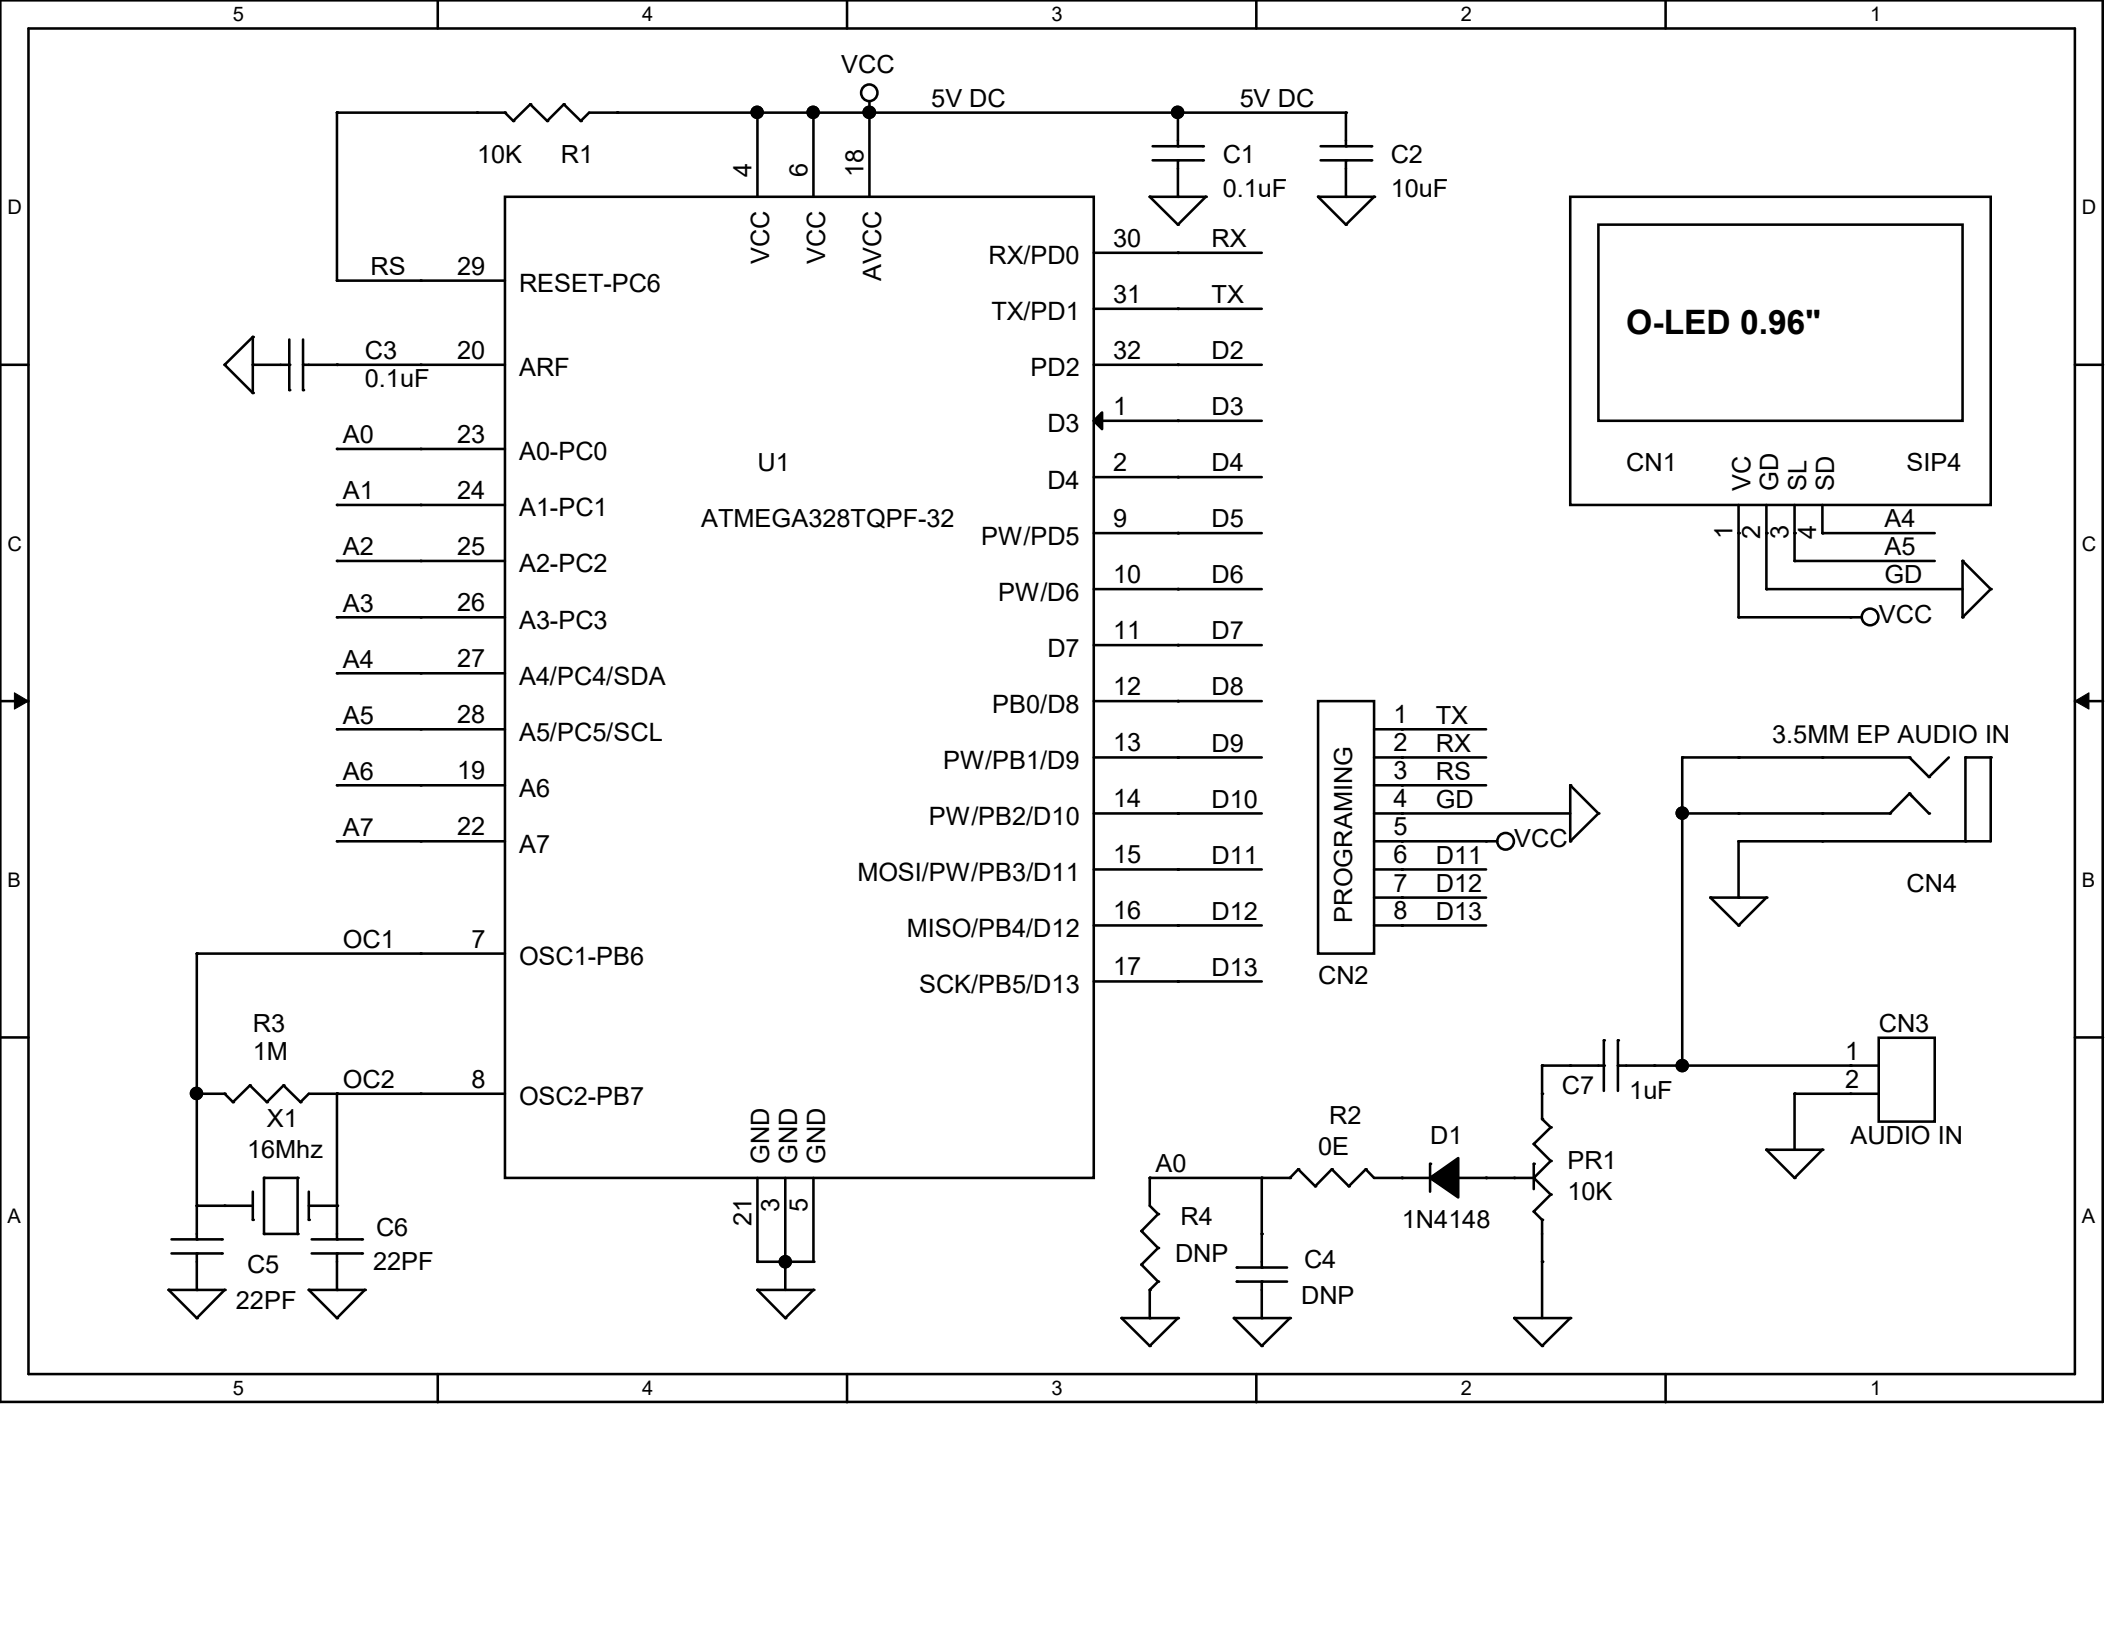 5 4 3 2 1
VCC
5V DC 5V DC
10K R1
4 6 18
C1
0.1uF
C2
10uF
D D
VCC VCC AVCC
RS 29 RESET-PC6
C3 20 ARF
0.1uF
A0 23 A0-PC0
A1 24 A1-PC1
A2 25 A2-PC2
A3 26 A3-PC3
A4 27 A4/PC4/SDA
A5 28 A5/PC5/SCL
A6 19 A6
A7 22 A7
OC1 7 OSC1-PB6
R3
1M
OC2 8 OSC2-PB7
X1
16Mhz
C5
22PF
C6
22PF
U1
ATMEGA328TQPF-32
RX/PD0 30 RX
TX/PD1 31 TX
PD2 32 D2
D3 1 D3
D4 2 D4
PW/PD5 9 D5
PW/D6 10 D6
D7 11 D7
PB0/D8 12 D8
PW/PB1/D9 13 D9
PW/PB2/D10 14 D10
MOSI/PW/PB3/D11 15 D11
MISO/PB4/D12 16 D12
SCK/PB5/D13 17 D13
GND GND GND
21 3 5
O-LED 0.96"
CN1 VC GD SL SD SIP4
1 2 3 4
A4
A5
GD
VCC
C C
PROGRAMING
1 TX
2 RX
3 RS
4 GD
5 VCC
6 D11
7 D12
8 D13
CN2
3.5MM EP AUDIO IN
CN4
B B
CN3
1
2
AUDIO IN
C7 1uF
R2
0E
D1
1N4148
PR1
10K
A0
R4
DNP
C4
DNP
A A
5 4 3 2 1